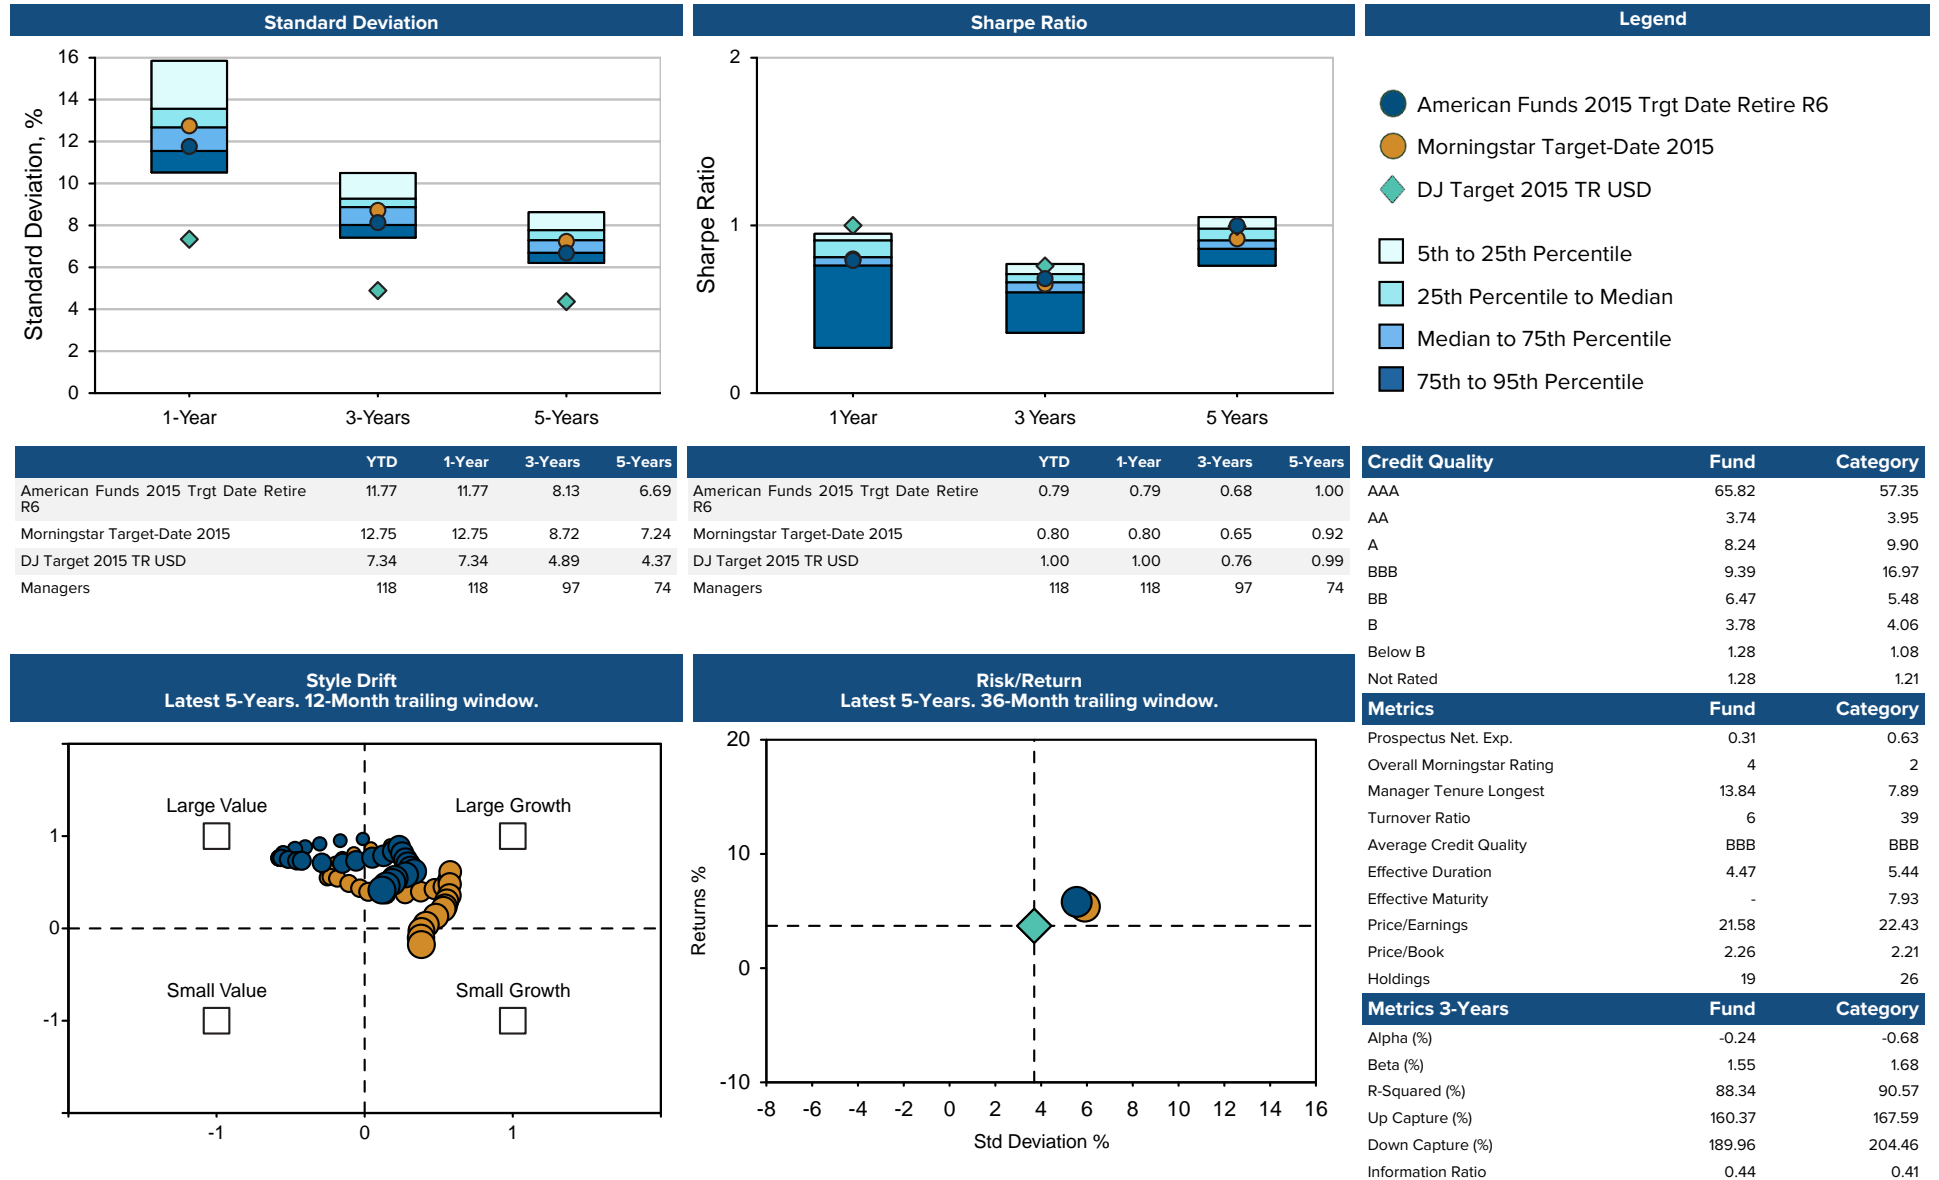 Standard Deviation
16
14
12
10
8
6
4
2
0
Standard Deviation, %
1-Year
3-Years
5-Years
Sharpe Ratio
2
1
0
Sharpe Ratio
1Year
3 Years
5 Years
Legend
American Funds 2015 Trgt Date Retire R6
Morningstar Target-Date 2015
DJ Target 2015 TR USD
5th to 25th Percentile
25th Percentile to Median
Median to 75th Percentile
75th to 95th Percentile
YTD 1-Year 3-Years 5-Years
American Funds 2015 Trgt Date Retire 11.77 11.77 8.13 6.69
R6
Morningstar Target-Date 2015 12.75 12.75 8.72 7.24
DJ Target 2015 TR USD 7.34 7.34 4.89 4.37
Managers 118 118 97 74
YTD 1-Year 3-Years 5-Years
American Funds 2015 Trgt Date Retire 0.79 0.79 0.68 1.00
R6
Morningstar Target-Date 2015 0.80 0.80 0.65 0.92
DJ Target 2015 TR USD 1.00 1.00 0.76 0.99
Managers 118 118 97 74
Credit Quality Fund Category
AAA 65.82 57.35
AA 3.74 3.95
A 8.24 9.90
BBB 9.39 16.97
BB 6.47 5.48
B 3.78 4.06
Below B 1.28 1.08
Not Rated 1.28 1.21
Metrics Fund Category
Prospectus Net. Exp. 0.31 0.63
Overall Morningstar Rating 4 2
Manager Tenure Longest 13.84 7.89
Turnover Ratio 6 39
Average Credit Quality BBB BBB
Effective Duration 4.47 5.44
Effective Maturity - 7.93
Price/Earnings 21.58 22.43
Price/Book 2.26 2.21
Holdings 19 26
Metrics 3-Years Fund Category
Alpha (%) -0.24 -0.68
Beta (%) 1.55 1.68
R-Squared (%) 88.34 90.57
Up Capture (%) 160.37 167.59
Down Capture (%) 189.96 204.46
Information Ratio 0.44 0.41
Style Drift
Latest 5-Years. 12-Month trailing window.
Large Value Large Growth
1
0
Small Value Small Growth
-1
-1 0 1
Risk/Return
Latest 5-Years. 36-Month trailing window.
20
10
0
-10
Returns %
-8 -6 -4 -2 0 2 4 6 8 10 12 14 16
Std Deviation %